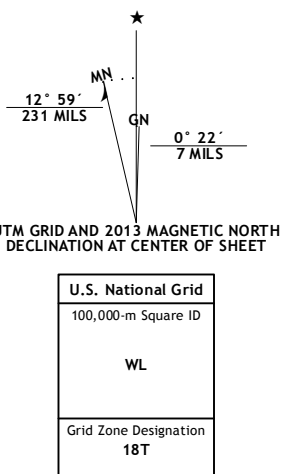 ★
MN
12° 59´
231 MILS
GN
0° 22´
7 MILS
UTM GRID AND 2013 MAGNETIC NORTH
DECLINATION AT CENTER OF SHEET
U.S. National Grid
100,000-m Square ID
WL
Grid Zone Designation
18T